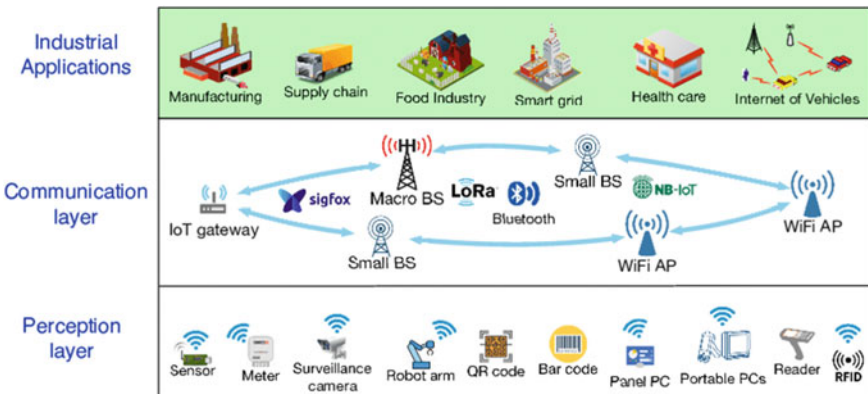 Industrial
Applications
Manufacturing
Supply chain
Food Industry
Smart grid
Health care
Internet of Vehicles
Communication
layer
IoT gateway
sigfox
Macro BS
LoRa
Bluetooth
Small BS
NB-IoT
WiFi AP
Small BS
WiFi AP
Perception
layer
Sensor
Meter
Surveillance
camera
Robot arm
QR code
Bar code
Panel PC
Portable PCs
Reader
RFID